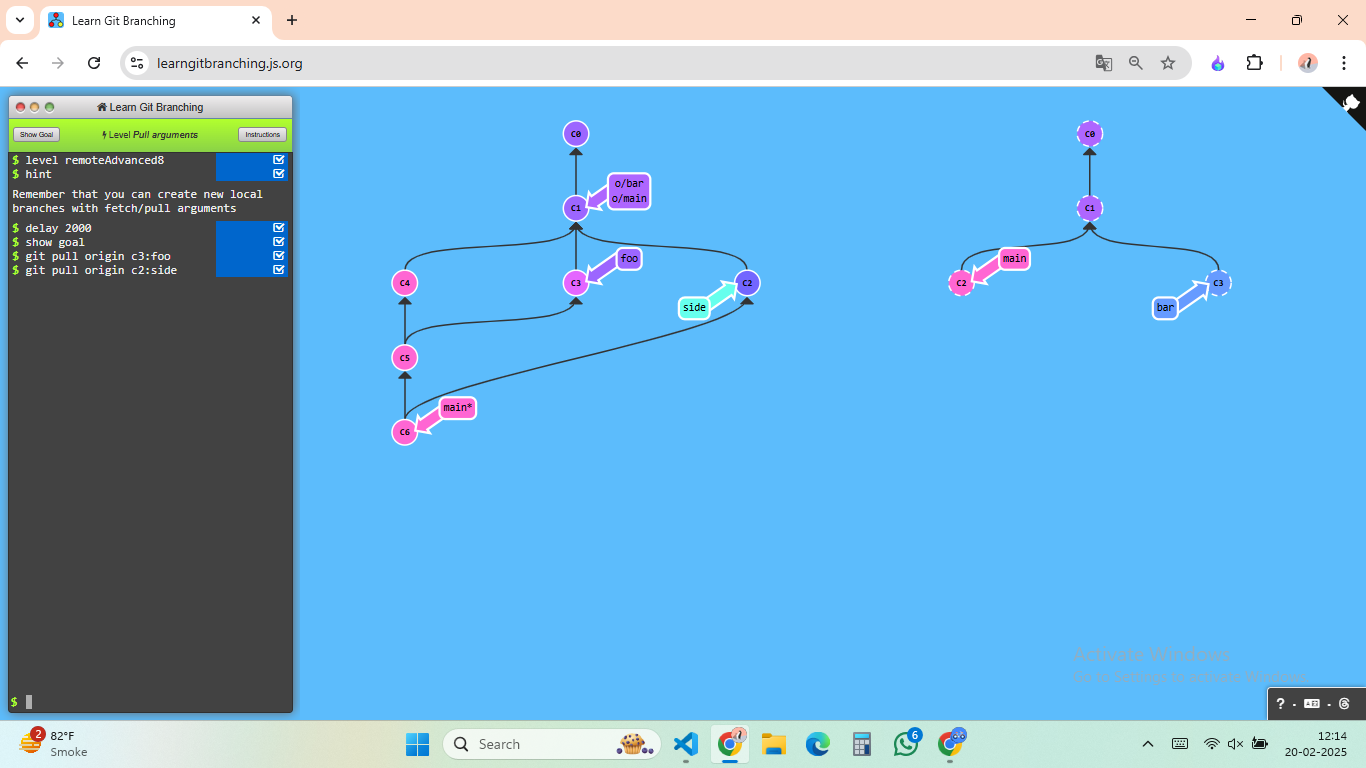 Learn Git Branching
learngitbranching.js.org
Learn Git Branching
Show Goal
Level Pull arguments
Instructions
$ level remoteAdvanced8
$ hint
Remember that you can create new local
branches with fetch/pull arguments
$ delay 2000
$ show goal
$ git pull origin c3:foo
$ git pull origin c2:side
$
C0
C1
o/bar
o/main
C4
C3
foo
C2
side
C5
C6
main*
C0
C1
C2
main
C3
bar
Activate Windows
Go to Settings to activate Windows.
? · ·
2
82°F
Smoke
Search
6
12:14
20-02-2025